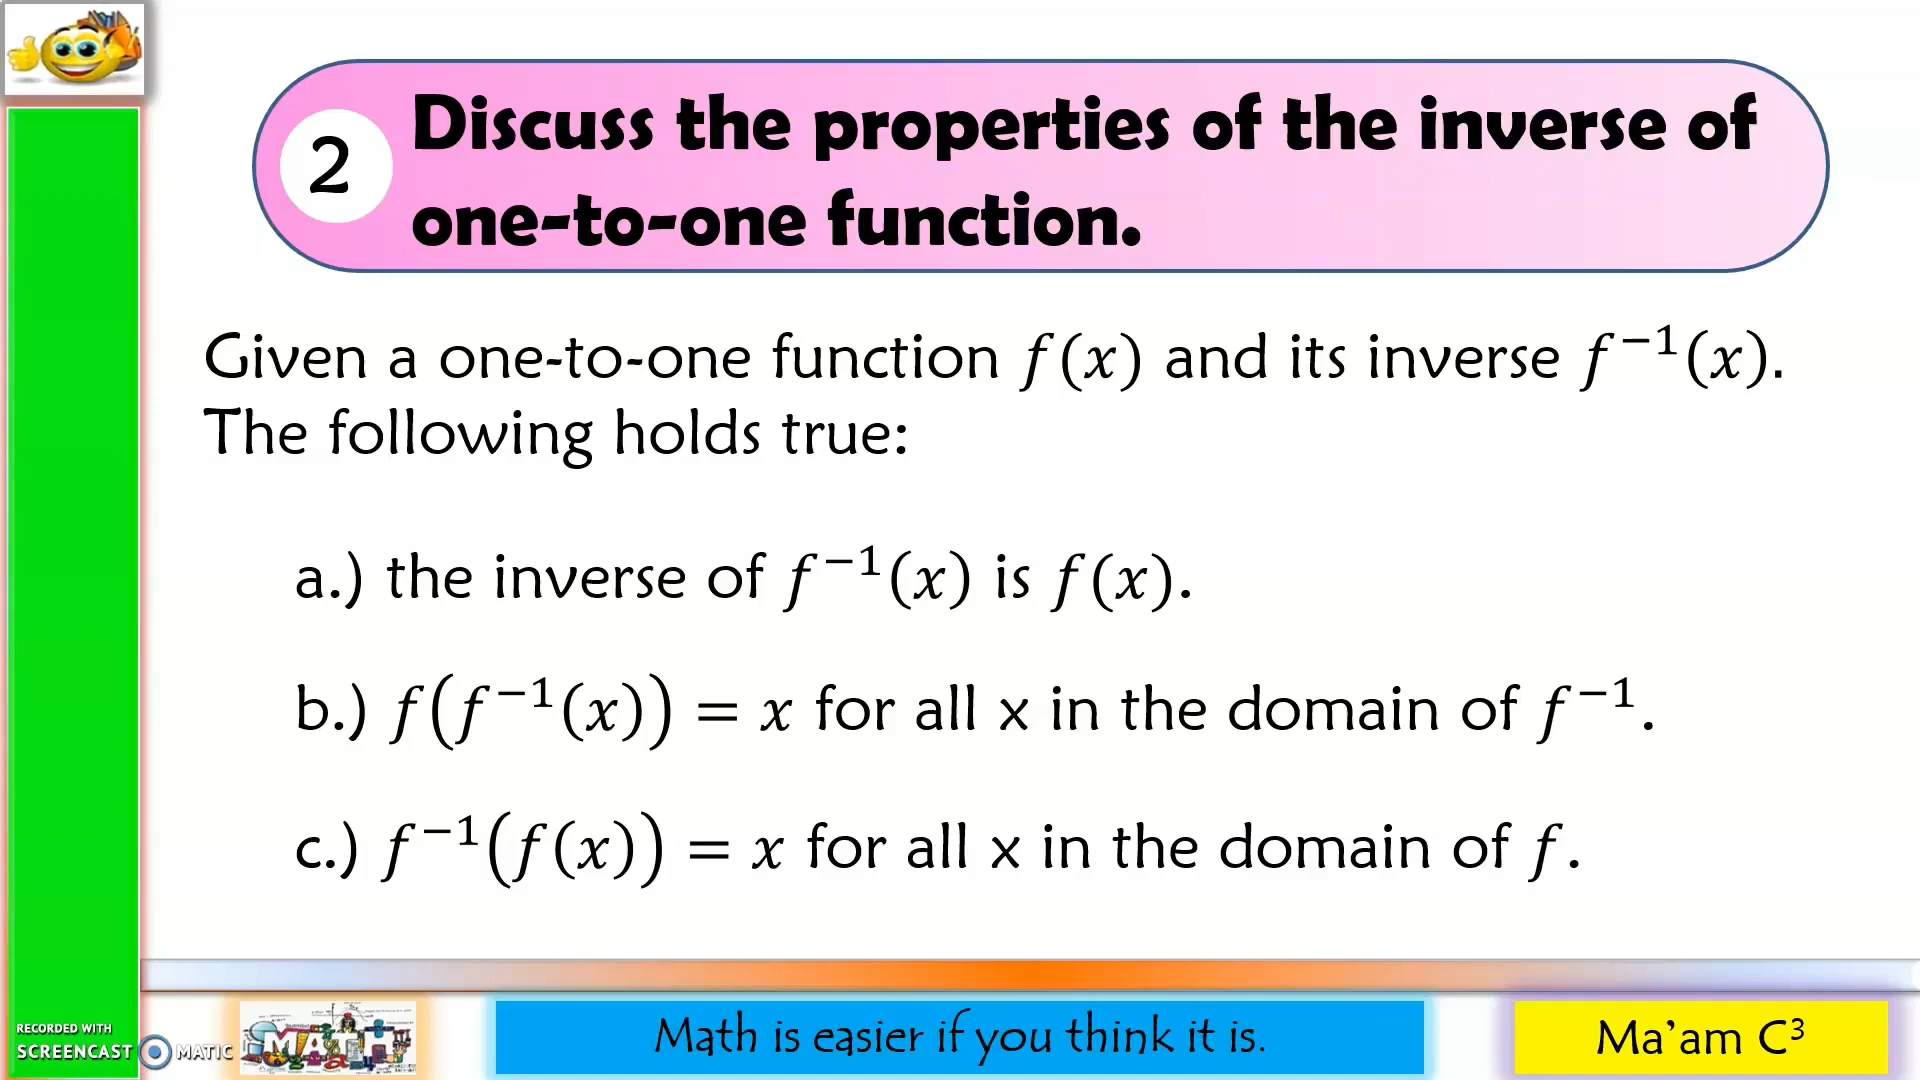 2
Discuss the properties of the inverse of
one-to-one function.
Given a one-to-one function f(x) and its inverse f⁻¹(x).
The following holds true:
a.) the inverse of f⁻¹(x) is f(x).
b.) f(f⁻¹(x)) = x for all x in the domain of f⁻¹.
c.) f⁻¹(f(x)) = x for all x in the domain of f.
RECORDED WITH
SCREENCAST MATIC
MATH
Math is easier if you think it is.
Ma’am C³